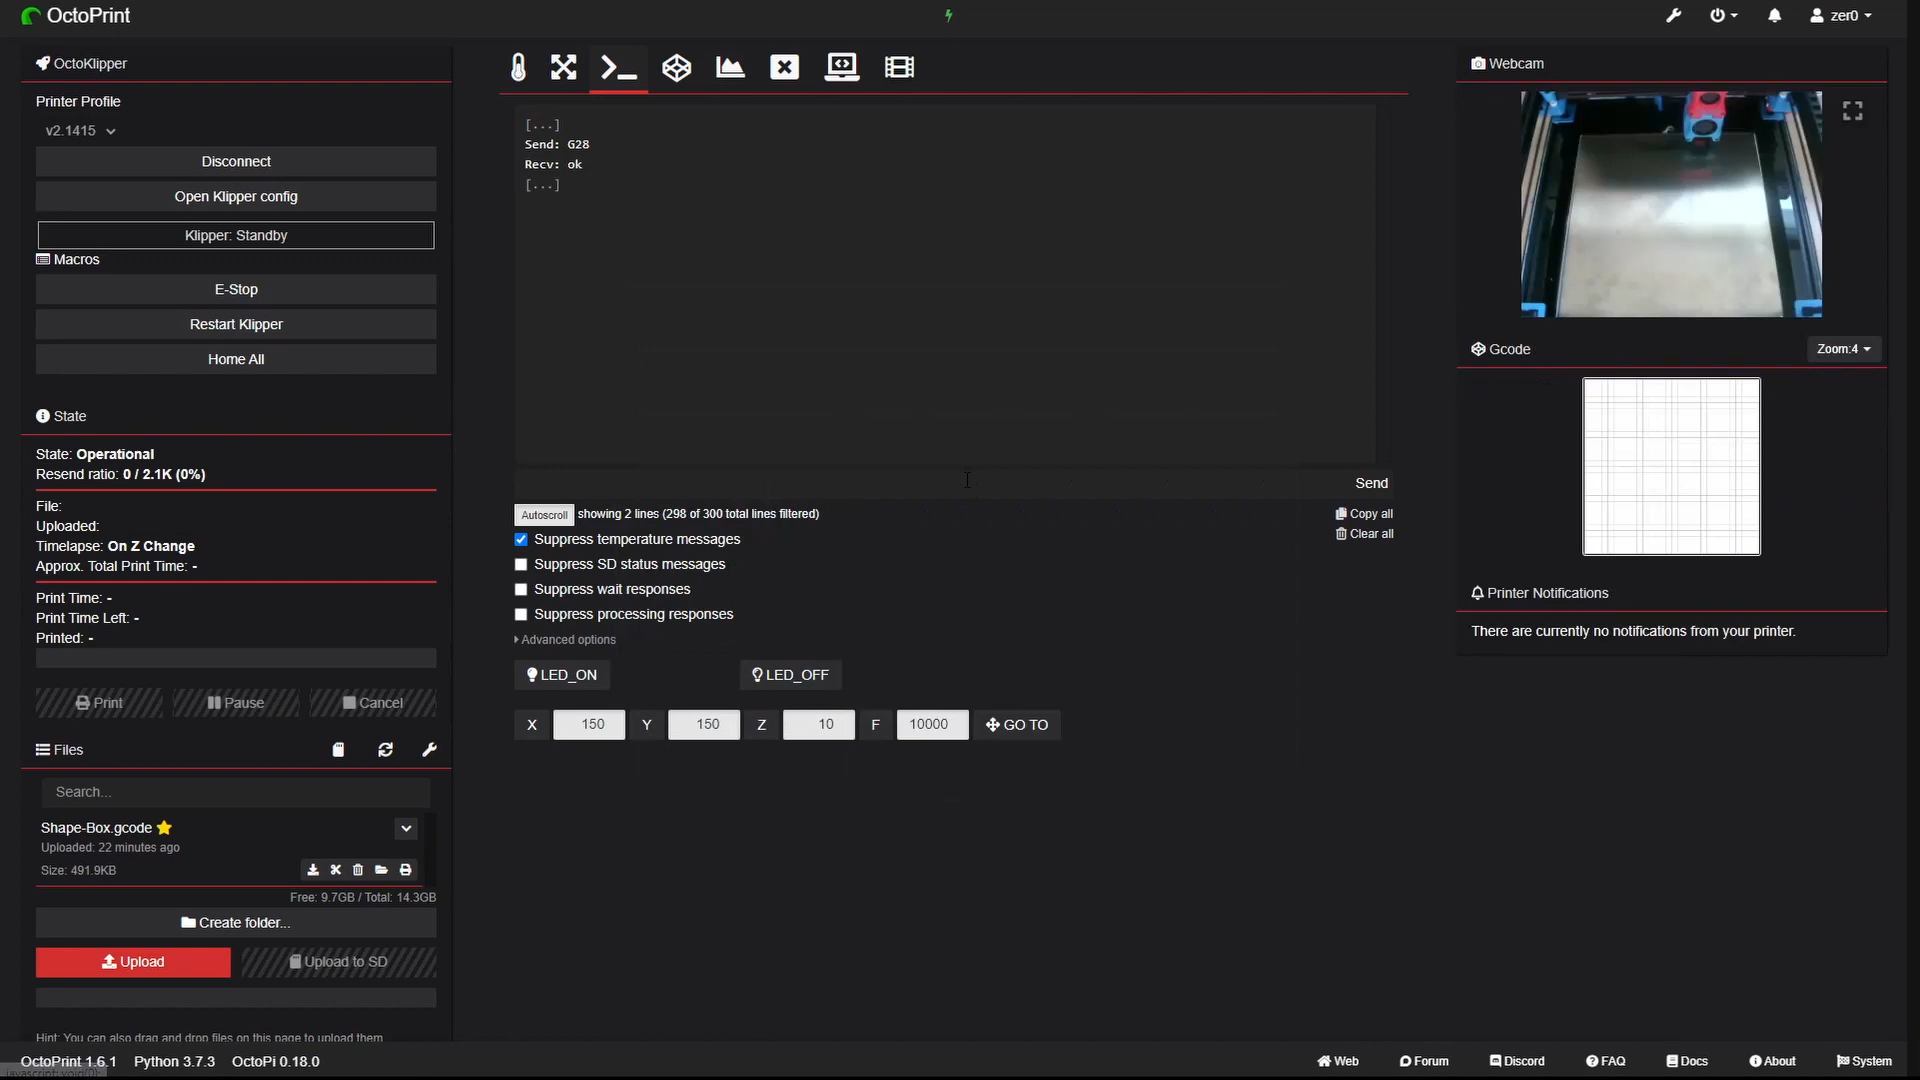 OctoPrint
zer0
OctoKlipper
Printer Profile
v2.1415
Disconnect
Open Klipper config
Klipper: Standby
Macros
E-Stop
Restart Klipper
Home All
State
State: Operational
Resend ratio: 0 / 2.1K (0%)
File:
Uploaded:
Timelapse: On Z Change
Approx. Total Print Time: -
Print Time: -
Print Time Left: -
Printed: -
Print Pause Cancel
Files
Search...
Shape-Box.gcode
Uploaded: 22 minutes ago
Size: 491.9KB
Free: 9.7GB / Total: 14.3GB
Create folder...
Upload Upload to SD
Hint: You can also drag and drop files on this page to upload them
[...]
Send: G28
Recv: ok
[...]
Send
Autoscroll showing 2 lines (298 of 300 total lines filtered)
Copy all
Clear all
Suppress temperature messages
Suppress SD status messages
Suppress wait responses
Suppress processing responses
Advanced options
LED_ON LED_OFF
X 150 Y 150 Z 10 F 10000 GO TO
Webcam
Gcode Zoom:4
Printer Notifications
There are currently no notifications from your printer.
OctoPrint 1.6.1 Python 3.7.3 OctoPi 0.18.0
javascript: void(0);
Web Forum Discord FAQ Docs About System